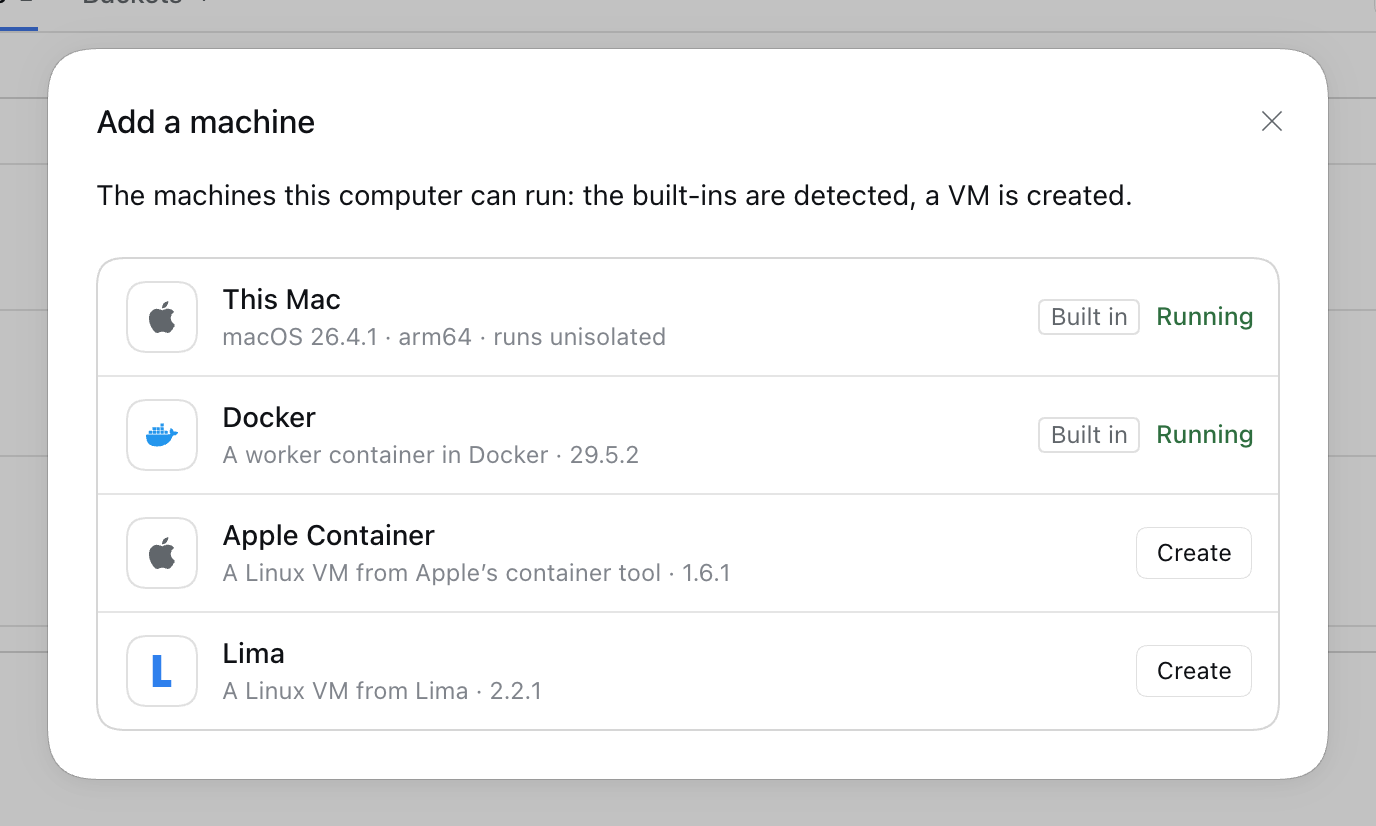 Add a machine
The machines this computer can run: the built-ins are detected, a VM is created.
This Mac
macOS 26.4.1 · arm64 · runs unisolated
Built in
Running
Docker
A worker container in Docker · 29.5.2
Built in
Running
Apple Container
A Linux VM from Apple’s container tool · 1.6.1
Create
L
Lima
A Linux VM from Lima · 2.2.1
Create